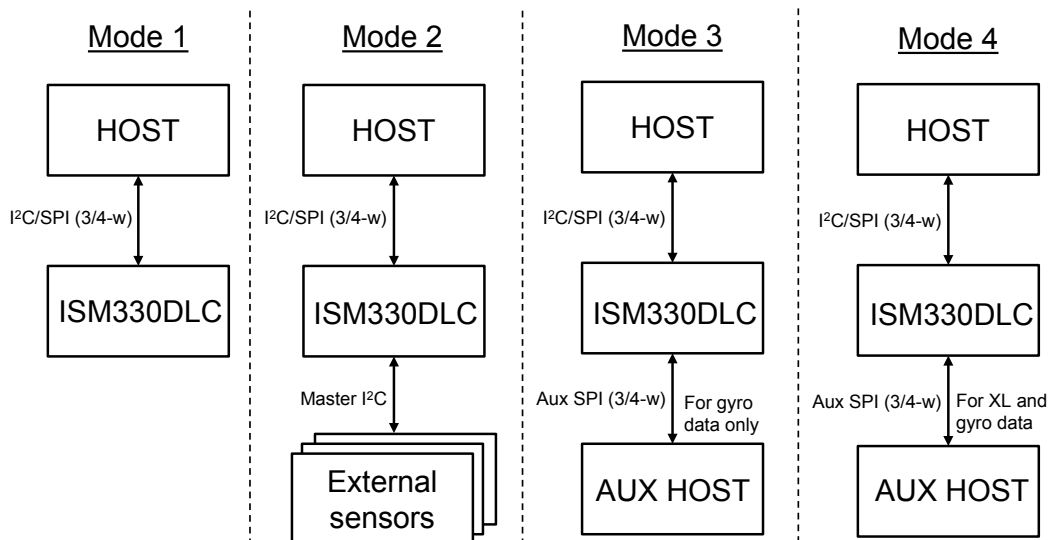 Mode 1
HOST
I²C/SPI (3/4-w)
ISM330DLC
Mode 2
HOST
I²C/SPI (3/4-w)
ISM330DLC
Master I²C
External
sensors
Mode 3
HOST
I²C/SPI (3/4-w)
ISM330DLC
Aux SPI (3/4-w)
For gyro
data only
AUX HOST
Mode 4
HOST
I²C/SPI (3/4-w)
ISM330DLC
Aux SPI (3/4-w)
For XL and
gyro data
AUX HOST